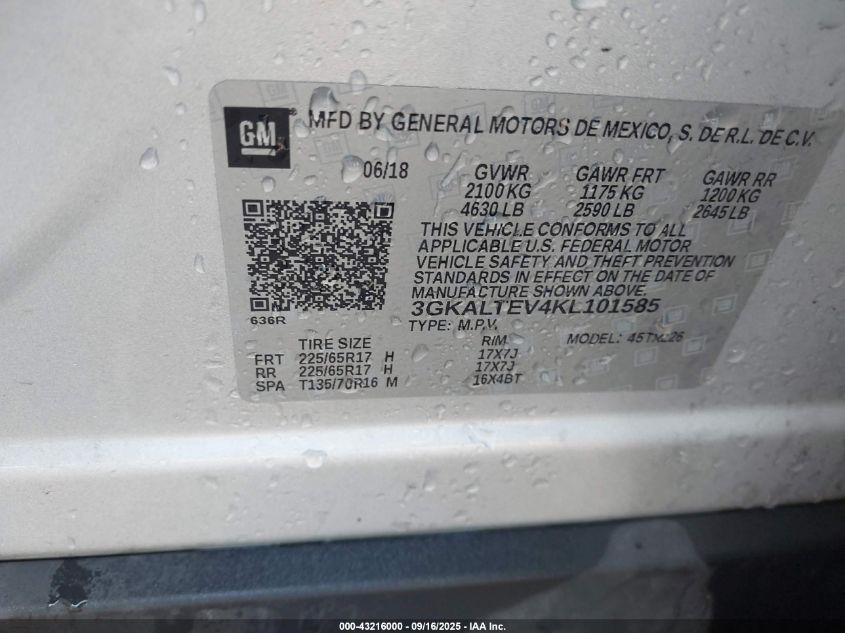 GM ® MFD BY GENERAL MOTORS DE MEXICO, S. DE R.L. DE C.V.
06/18 GVWR GAWR FRT GAWR RR
2100 KG 1175 KG 1200 KG
4630 LB 2590 LB 2645 LB
THIS VEHICLE CONFORMS TO ALL
APPLICABLE U.S. FEDERAL MOTOR
VEHICLE SAFETY AND THEFT PREVENTION
STANDARDS IN EFFECT ON THE DATE OF
MANUFACTURE SHOWN ABOVE.
636R 3GKALTEV4KL101585
TYPE: M.P.V. MODEL:
TIRE SIZE RIM
FRT 225/65R17 H 17X7J
RR 225/65R17 H 17X7J
SPA T135/70R16 M 16X4BT
000-43216000 - 09/16/2025 - IAA Inc.